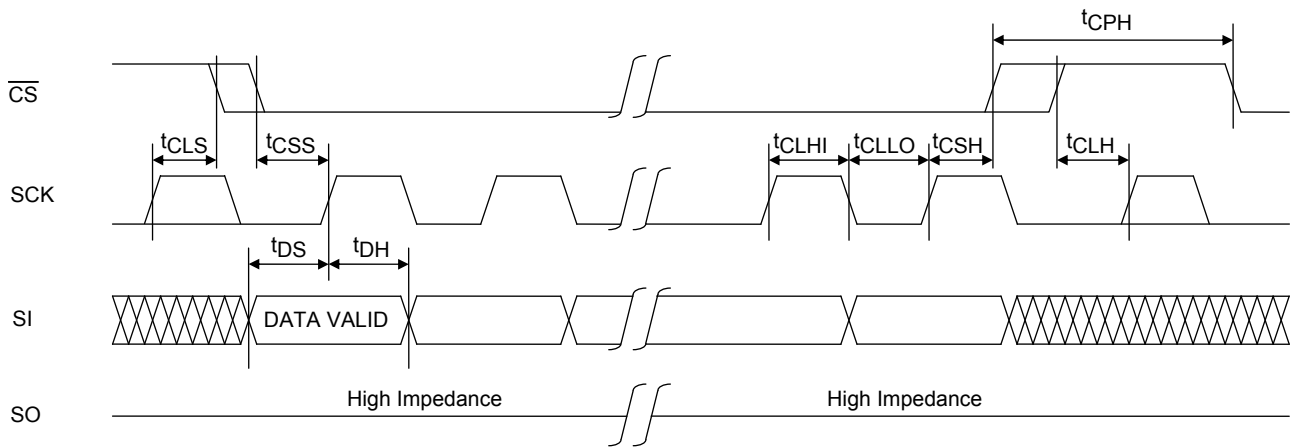 tCPH
CS
tCLS
tCSS
tCLHI
tCLLO
tCSH
tCLH
SCK
tDS
tDH
SI
DATA VALID
High Impedance
High Impedance
SO